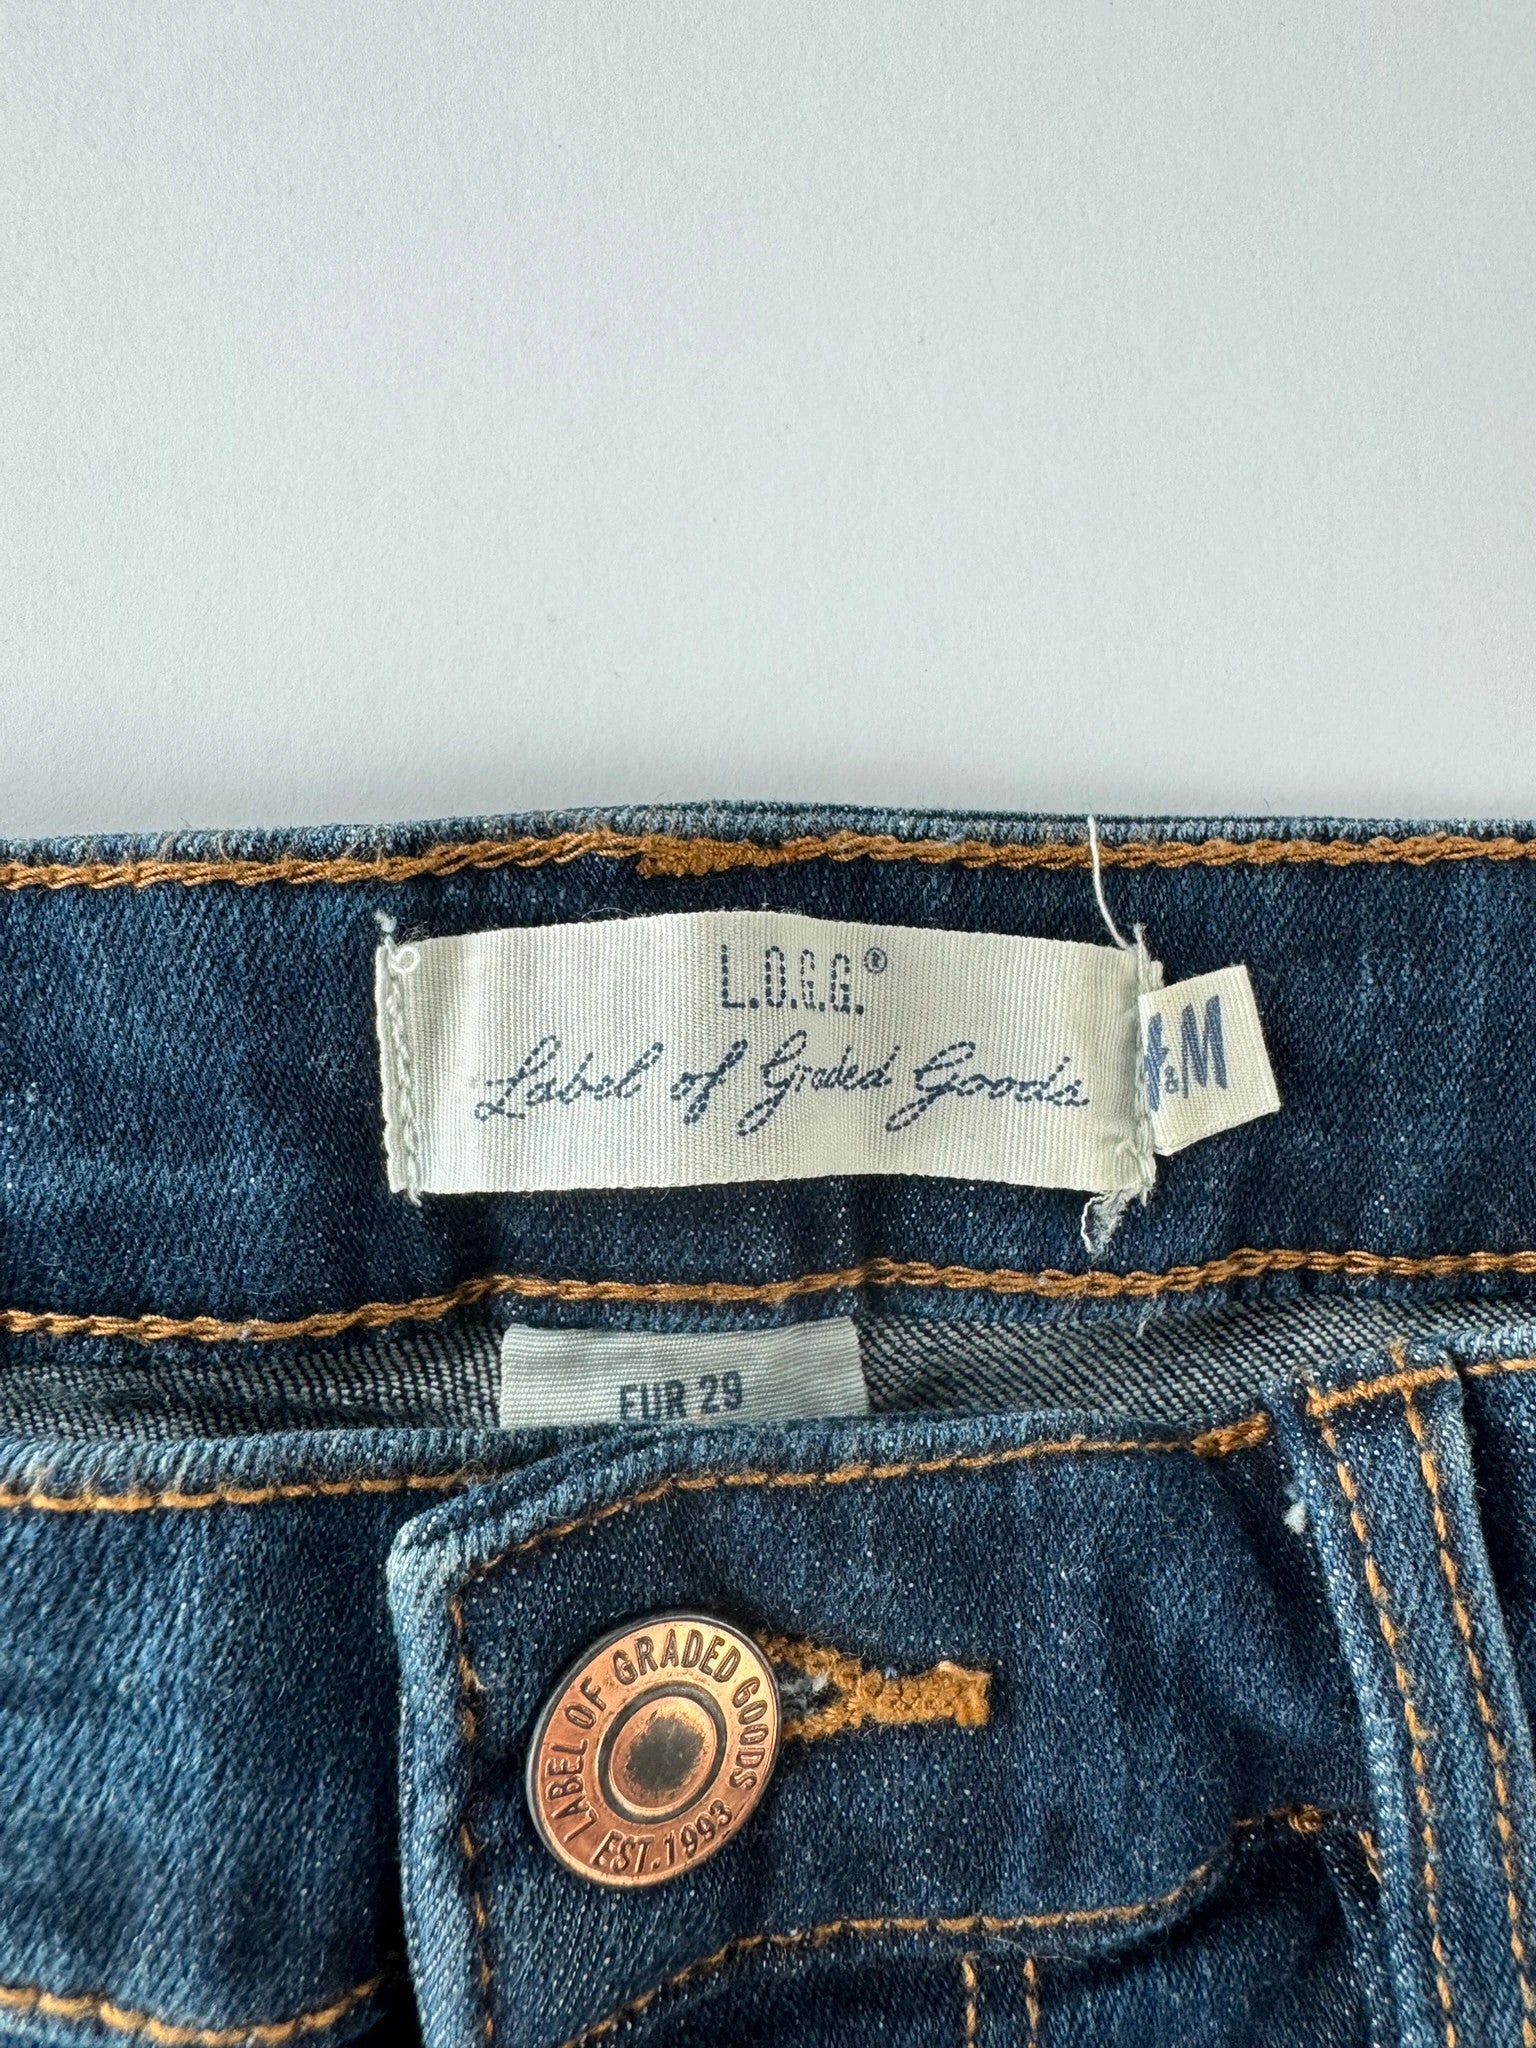 L.O.G.G.®
Label of Graded Goods
H&M
EUR 29
LABEL OF GRADED GOODS
EST. 1993